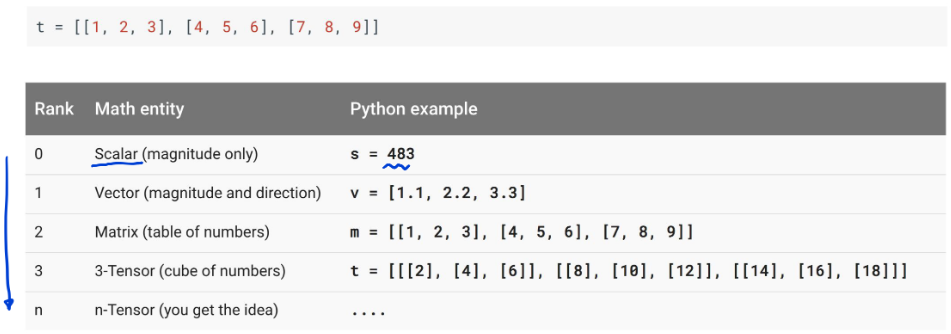 t = [[1, 2, 3], [4, 5, 6], [7, 8, 9]]
Rank Math entity Python example
0 Scalar (magnitude only) s = 483
1 Vector (magnitude and direction) v = [1.1, 2.2, 3.3]
2 Matrix (table of numbers) m = [[1, 2, 3], [4, 5, 6], [7, 8, 9]]
3 3-Tensor (cube of numbers) t = [[[2], [4], [6]], [[8], [10], [12]], [[14], [16], [18]]]
n n-Tensor (you get the idea) ....